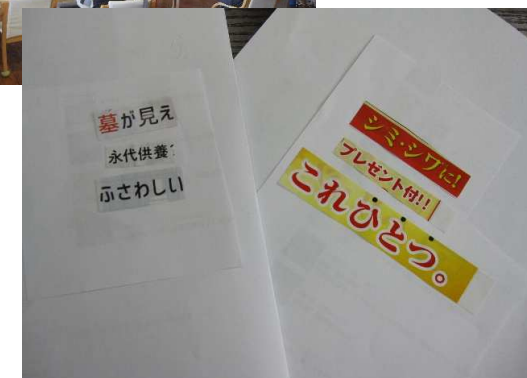 墓が見え
永代供養
ふさわしい
シミ・シワに!
プレゼント付!!
これひとつ。